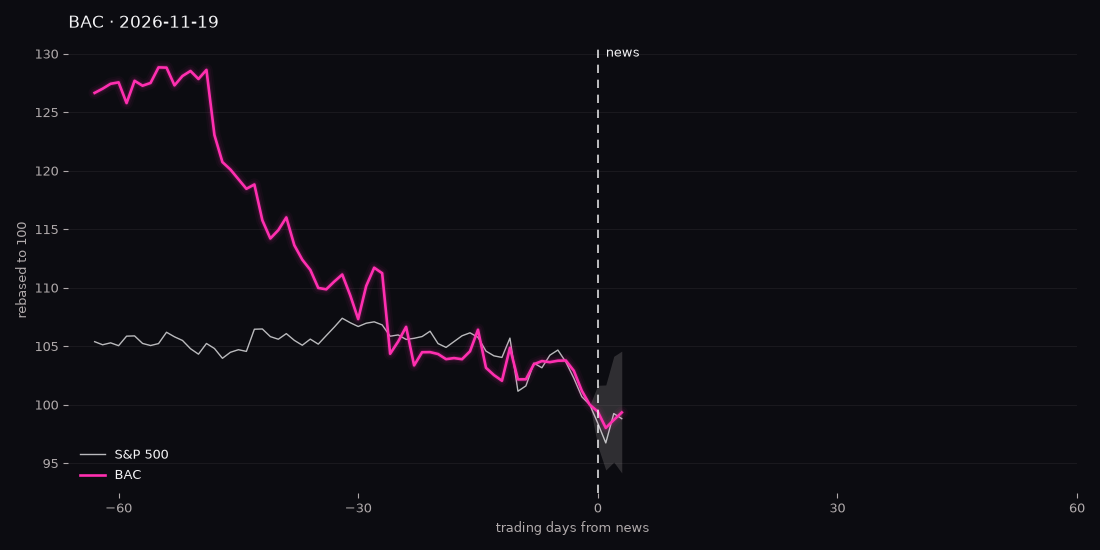 BAC · 2026-11-19
news
130
125
120
115
110
105
100
95
rebased to 100
S&P 500
BAC
−60
−30
0
30
60
trading days from news